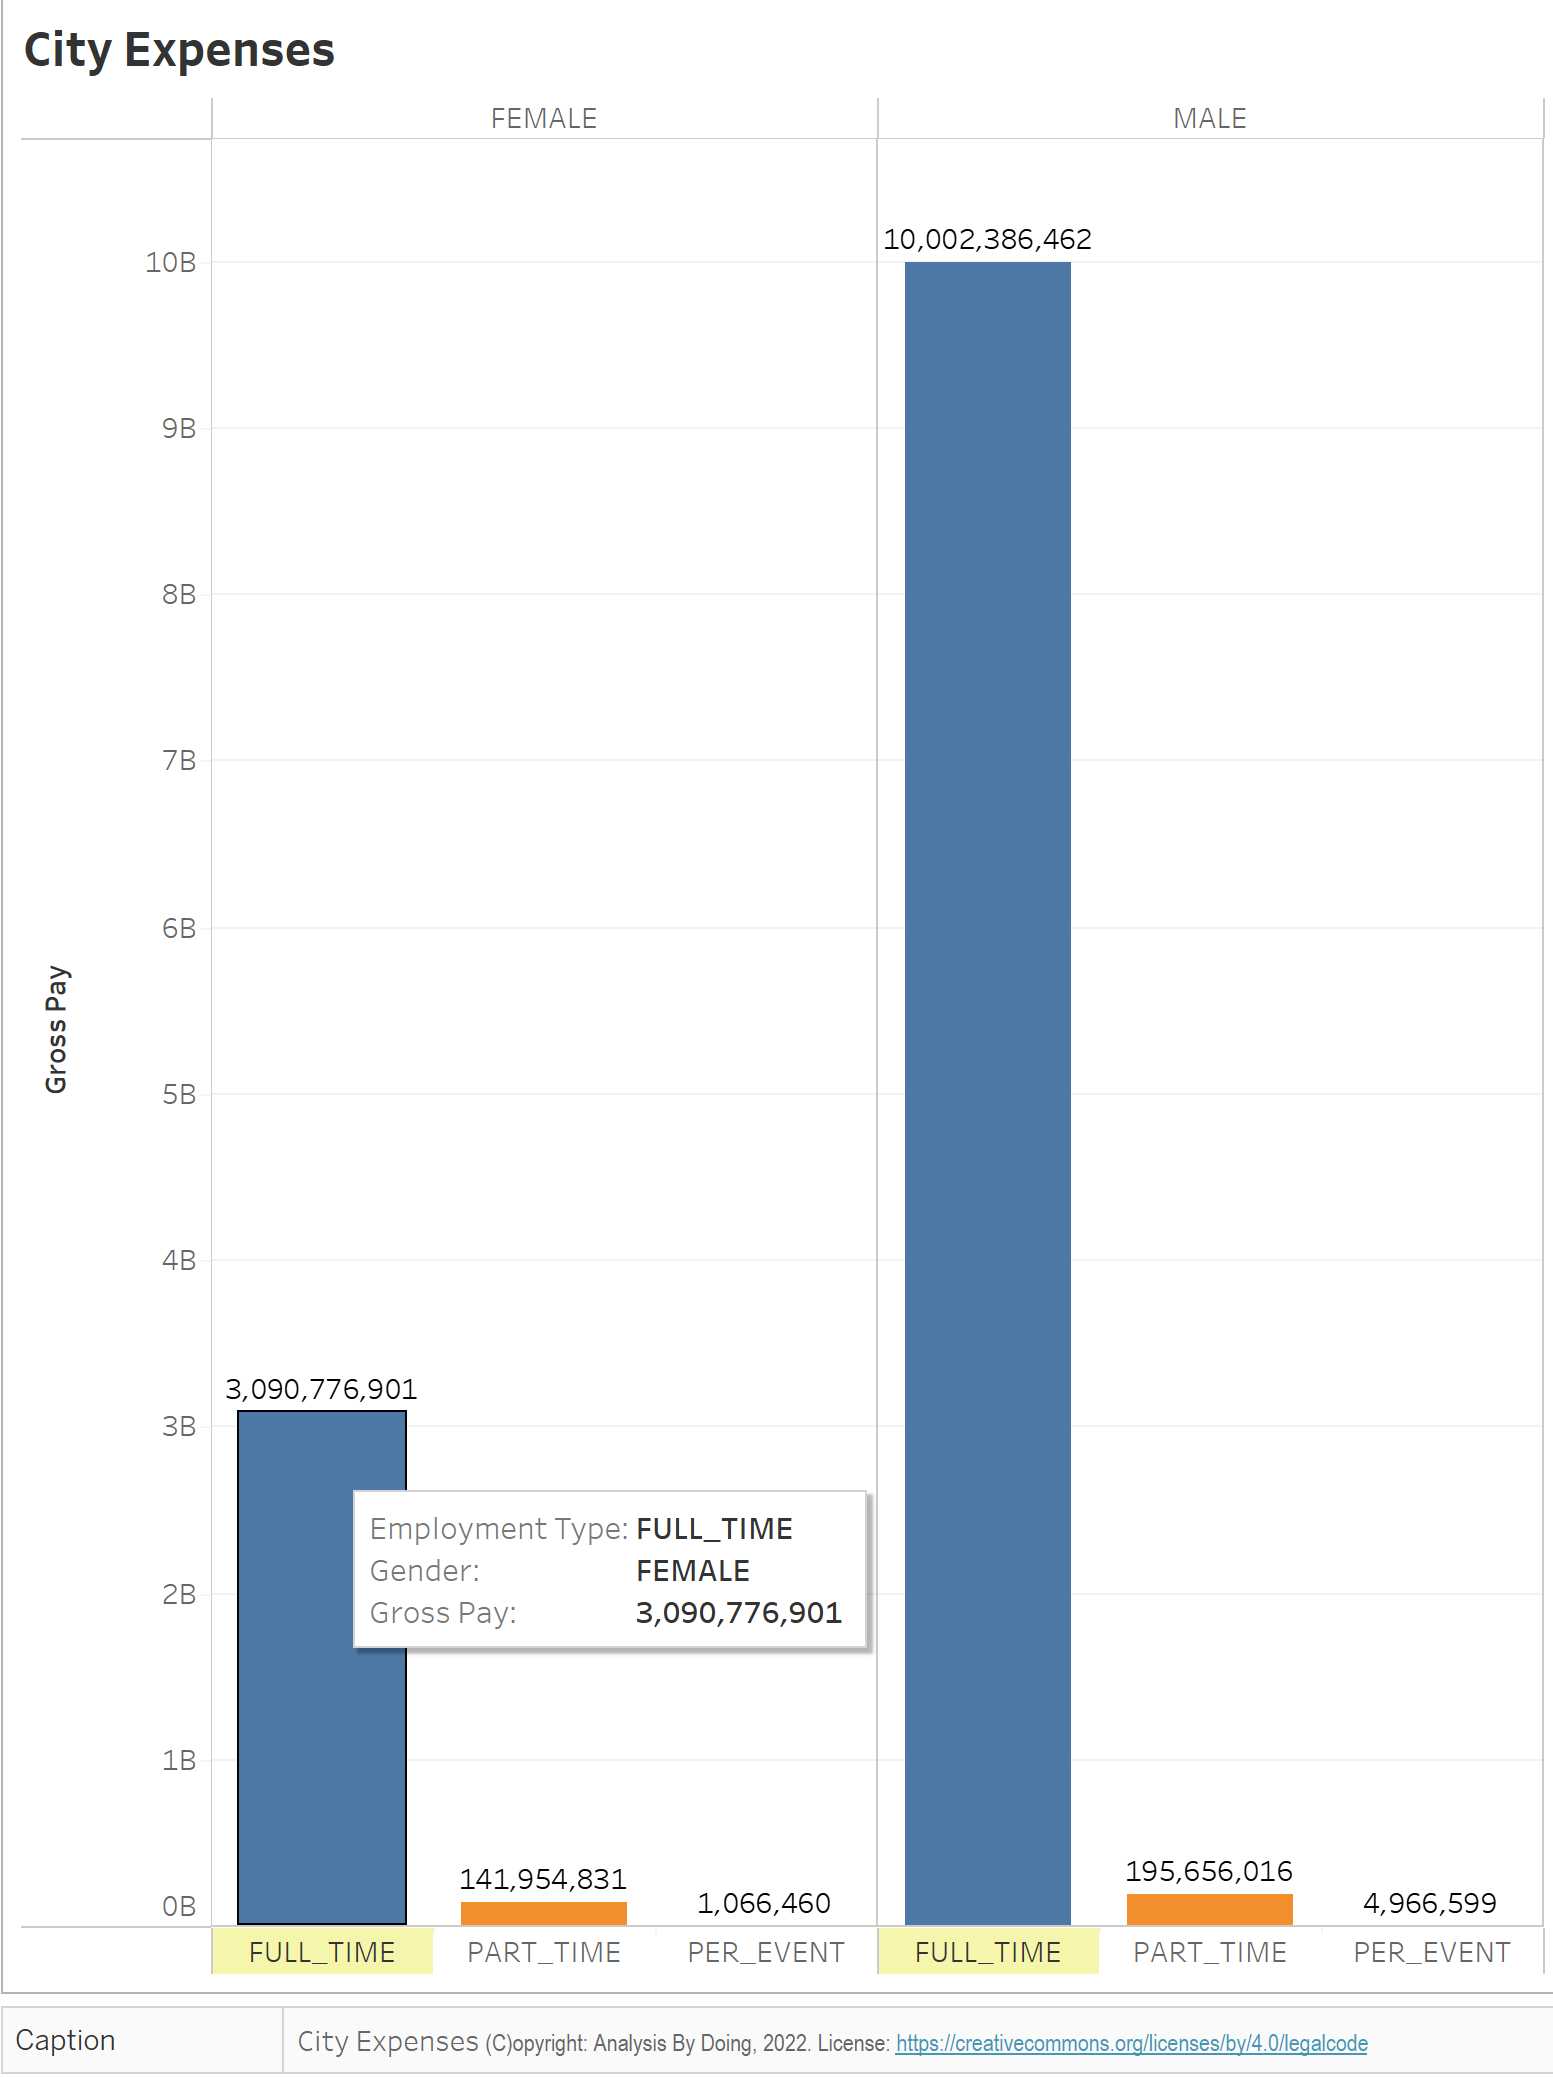 City Expenses
FEMALE
MALE
10,002,386,462
10B
9B
8B
7B
6B
Gross Pay
5B
4B
3,090,776,901
3B
Employment Type: FULL_TIME
Gender: FEMALE
Gross Pay: 3,090,776,901
2B
1B
141,954,831
195,656,016
1,066,460
4,966,599
0B
FULL_TIME PART_TIME PER_EVENT FULL_TIME PART_TIME PER_EVENT
Caption
City Expenses (C)opyright: Analysis By Doing, 2022. License: https://creativecommons.org/licenses/by/4.0/legalcode